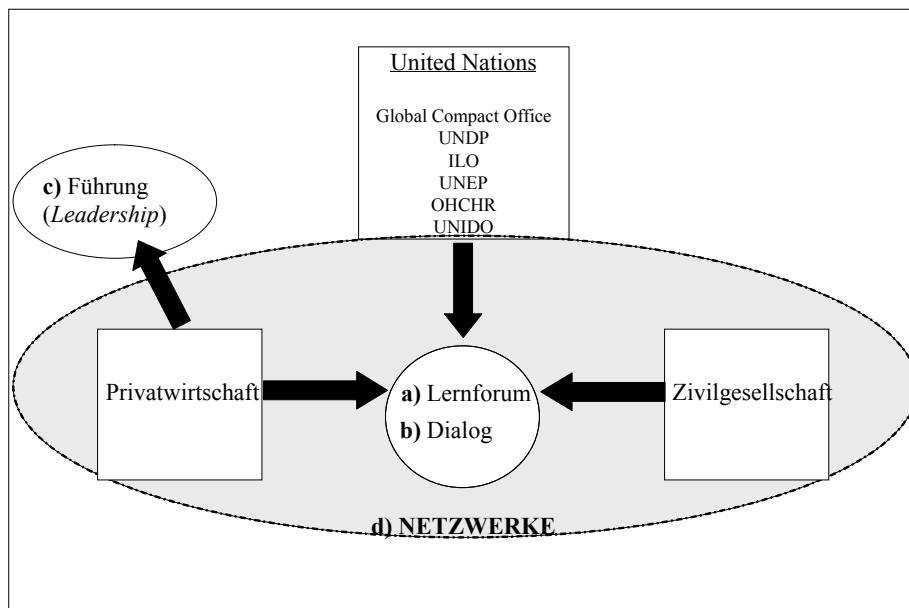 United Nations
Global Compact Office
UNDP
ILO
UNEP
OHCHR
UNIDO
c) Führung
(Leadership)
Privatwirtschaft
a) Lernforum
b) Dialog
Zivilgesellschaft
d) NETZWERKE